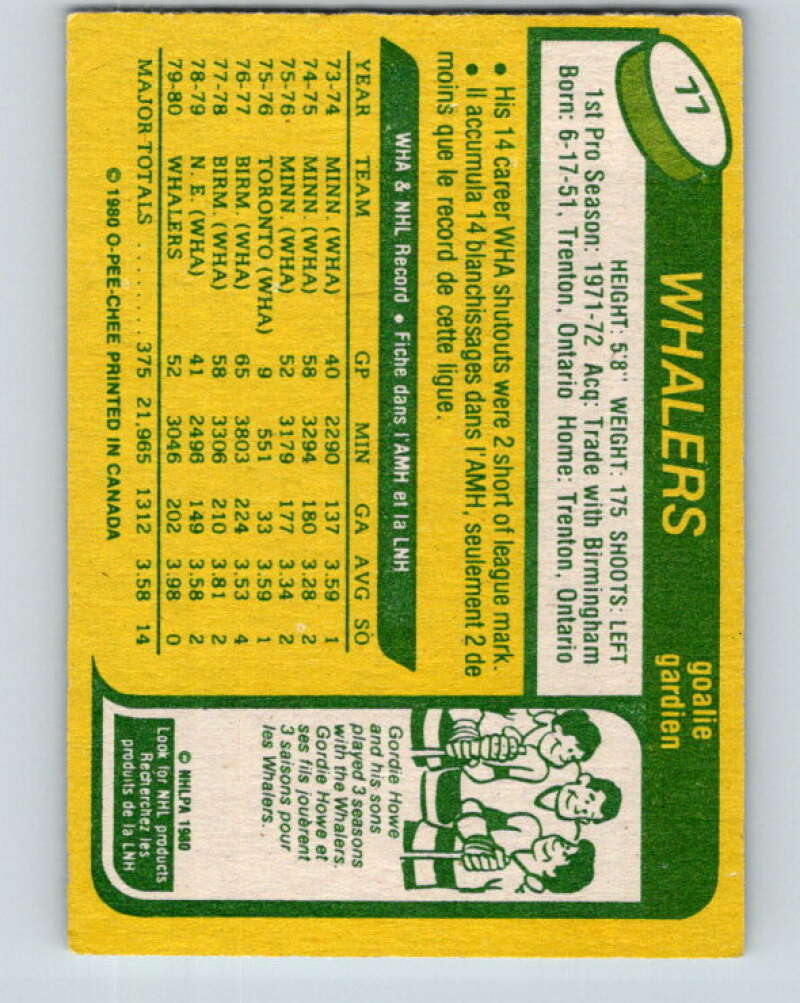 77
WHALERS
goalie
gardien
HEIGHT: 5'8" WEIGHT: 175 SHOOTS: LEFT
1st Pro Season: 1971-72 Acq: Trade with Birmingham
Born: 6-17-51, Trenton, Ontario Home: Trenton, Ontario
• His 14 career WHA shutouts were 2 short of league mark.
• Il accumula 14 blanchissages dans l'AMH, seulement 2 de
moins que le record de cette ligue.
WHA & NHL Record • Fiche dans l'AMH et la LNH
YEAR TEAM GP MIN GA AVG SO
73-74 MINN. (WHA) 40 2290 137 3.59 1
74-75 MINN. (WHA) 58 3294 180 3.28 2
75-76 MINN. (WHA) 52 3179 177 3.34 2
75-76 TORONTO (WHA) 9 551 33 3.59 1
76-77 BIRM. (WHA) 65 3803 224 3.53 4
77-78 BIRM. (WHA) 58 3306 210 3.81 2
78-79 N. E. (WHA) 41 2496 149 3.58 2
79-80 WHALERS 52 3046 202 3.98 0
MAJOR TOTALS ........ 375 21,965 1312 3.58 14
© 1980 O-PEE-CHEE PRINTED IN CANADA
Gordie Howe
and his sons
played 3 seasons
with the Whalers.
Gordie Howe et
ses fils jouèrent
3 saisons pour
les Whalers.
© NHLPA 1980
Look for NHL products
Recherchez les
produits de la LNH